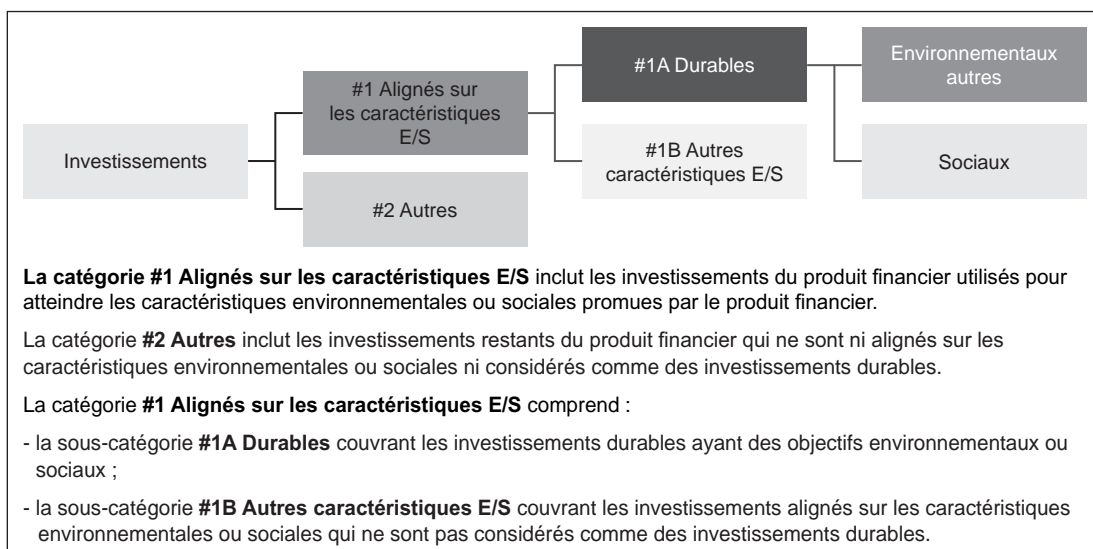 Investissements
#1 Alignés sur
les caractéristiques
E/S
#2 Autres
#1A Durables
#1B Autres
caractéristiques E/S
Environnementaux
autres
Sociaux
La catégorie #1 Alignés sur les caractéristiques E/S inclut les investissements du produit financier utilisés pour
atteindre les caractéristiques environnementales ou sociales promues par le produit financier.
La catégorie #2 Autres inclut les investissements restants du produit financier qui ne sont ni alignés sur les
caractéristiques environnementales ou sociales ni considérés comme des investissements durables.
La catégorie #1 Alignés sur les caractéristiques E/S comprend :
- la sous-catégorie #1A Durables couvrant les investissements durables ayant des objectifs environnementaux ou
sociaux ;
- la sous-catégorie #1B Autres caractéristiques E/S couvrant les investissements alignés sur les caractéristiques
environnementales ou sociales qui ne sont pas considérés comme des investissements durables.